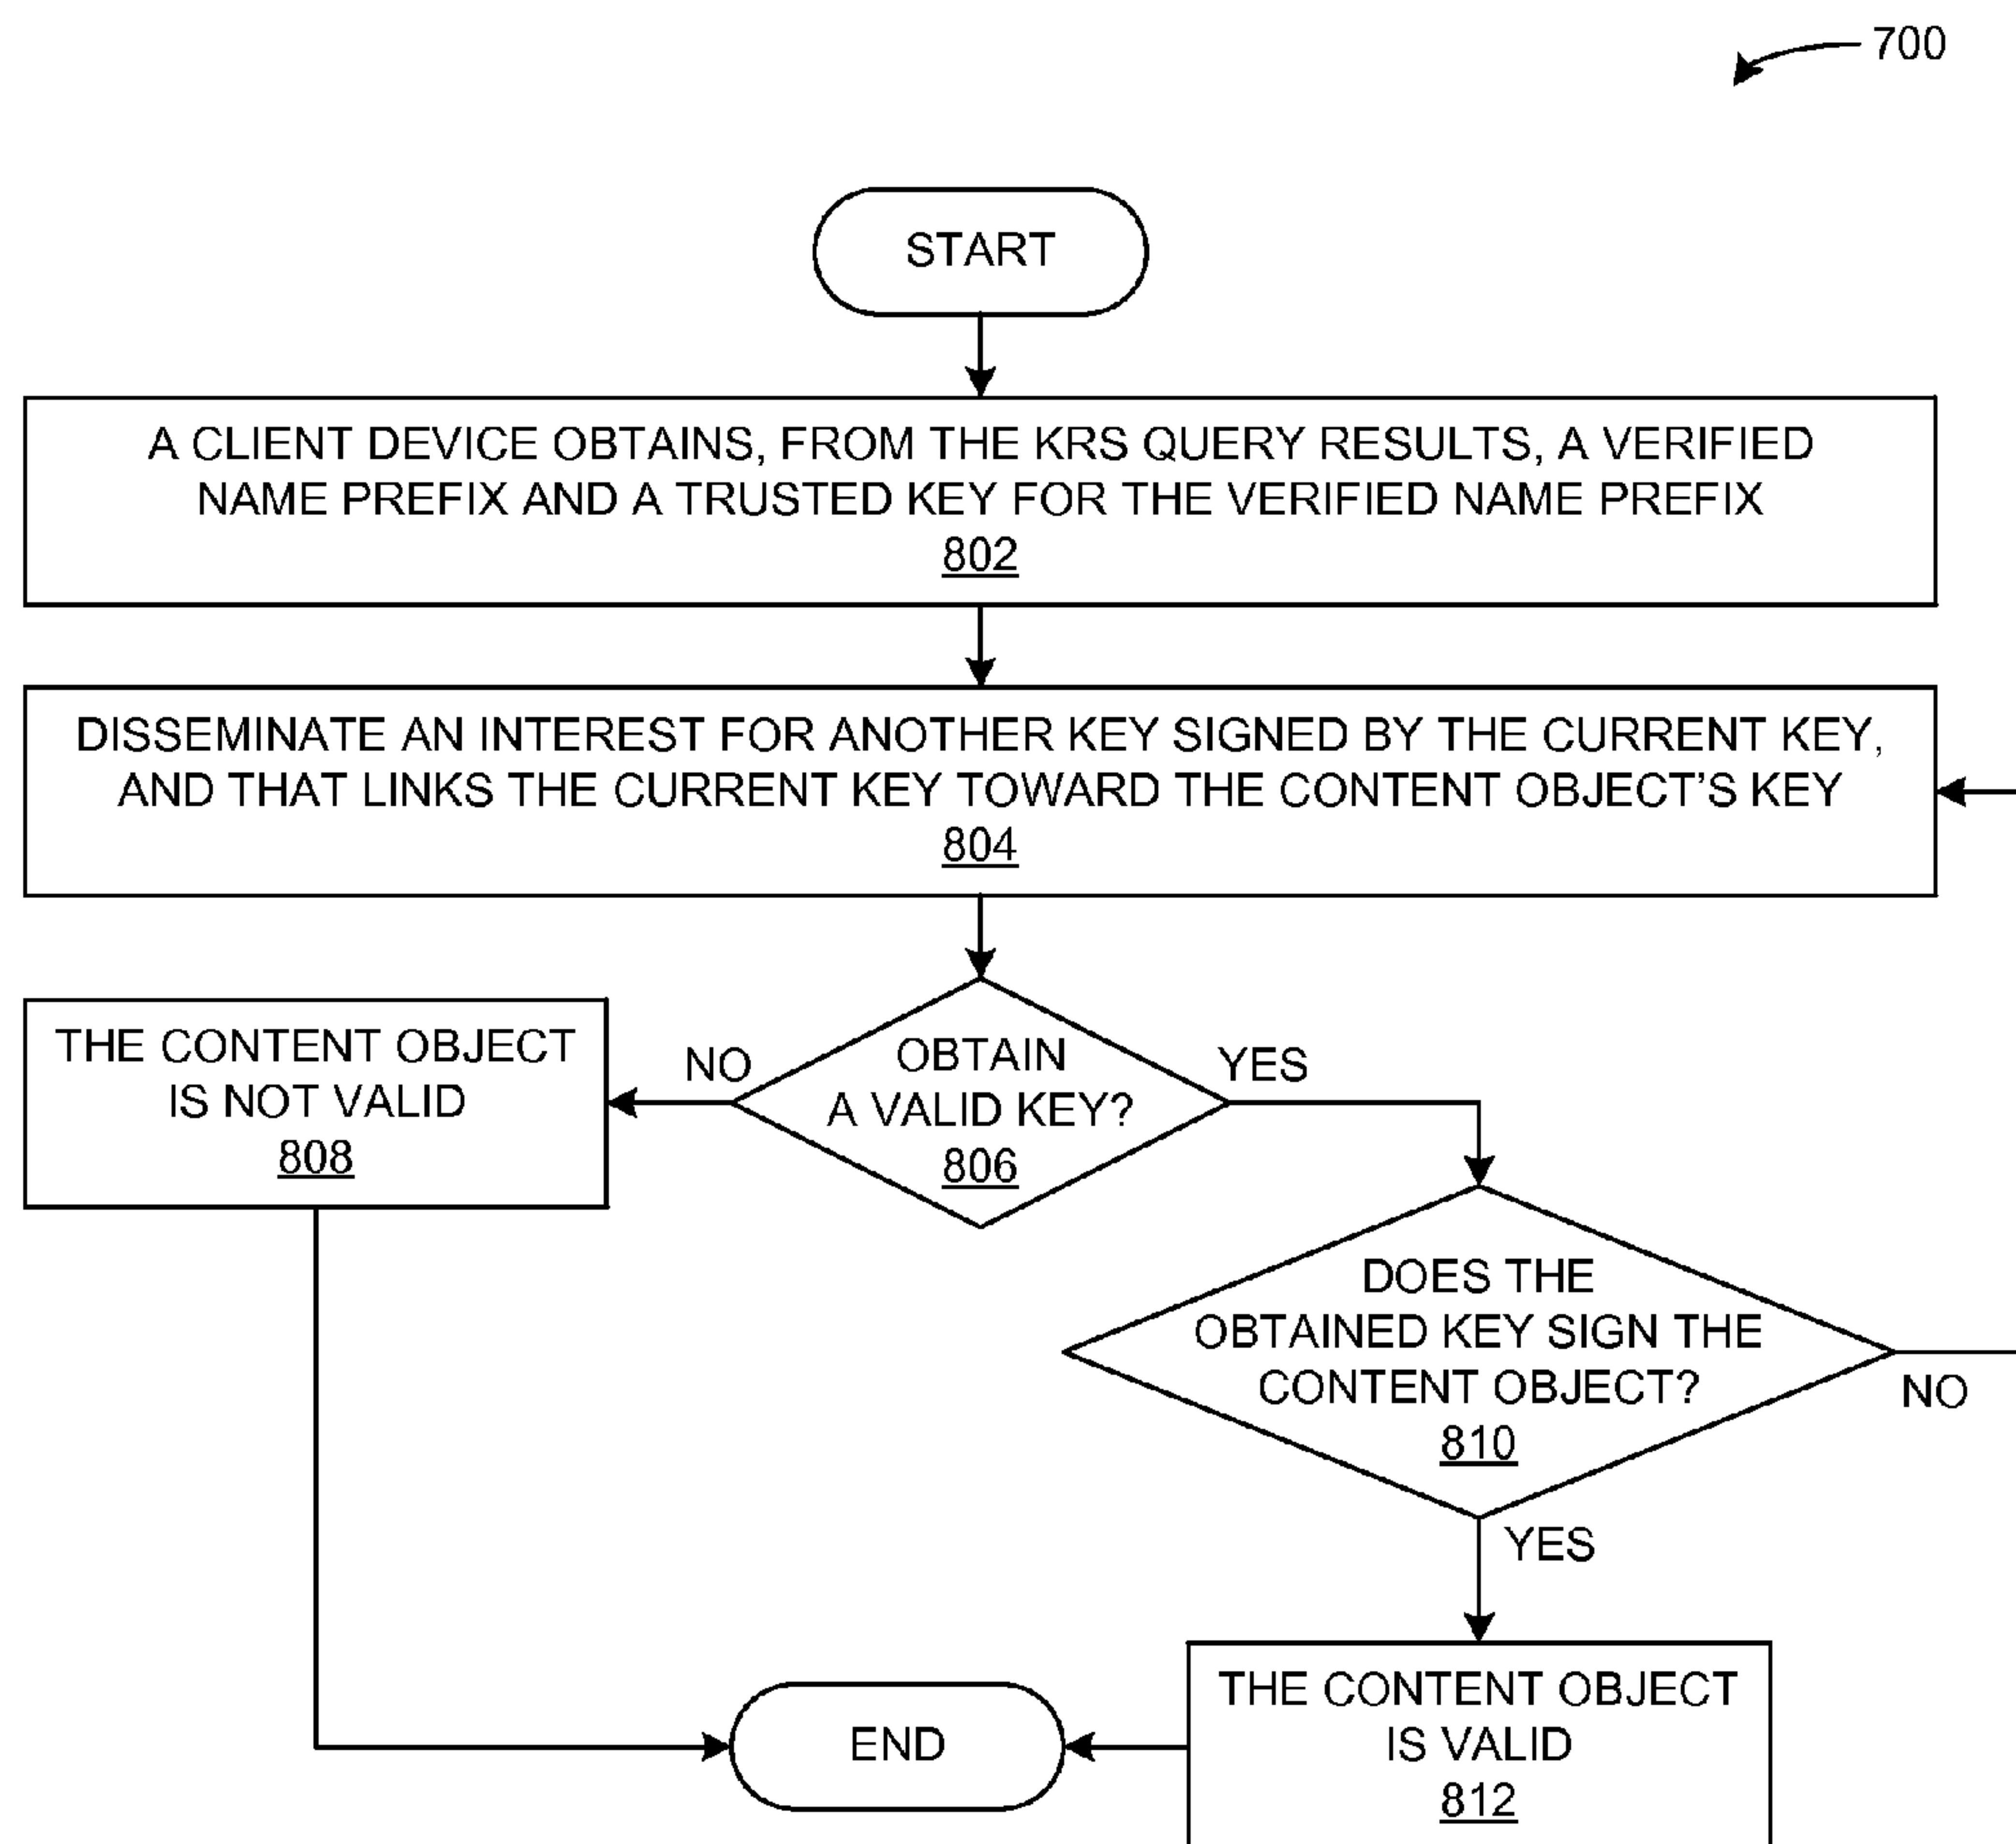 700
START
A CLIENT DEVICE OBTAINS, FROM THE KRS QUERY RESULTS, A VERIFIED
NAME PREFIX AND A TRUSTED KEY FOR THE VERIFIED NAME PREFIX
802
DISSEMINATE AN INTEREST FOR ANOTHER KEY SIGNED BY THE CURRENT KEY,
AND THAT LINKS THE CURRENT KEY TOWARD THE CONTENT OBJECT'S KEY
804
THE CONTENT OBJECT
IS NOT VALID
808
NO
OBTAIN
A VALID KEY?
806
YES
DOES THE
OBTAINED KEY SIGN THE
CONTENT OBJECT?
810
NO
YES
END
THE CONTENT OBJECT
IS VALID
812